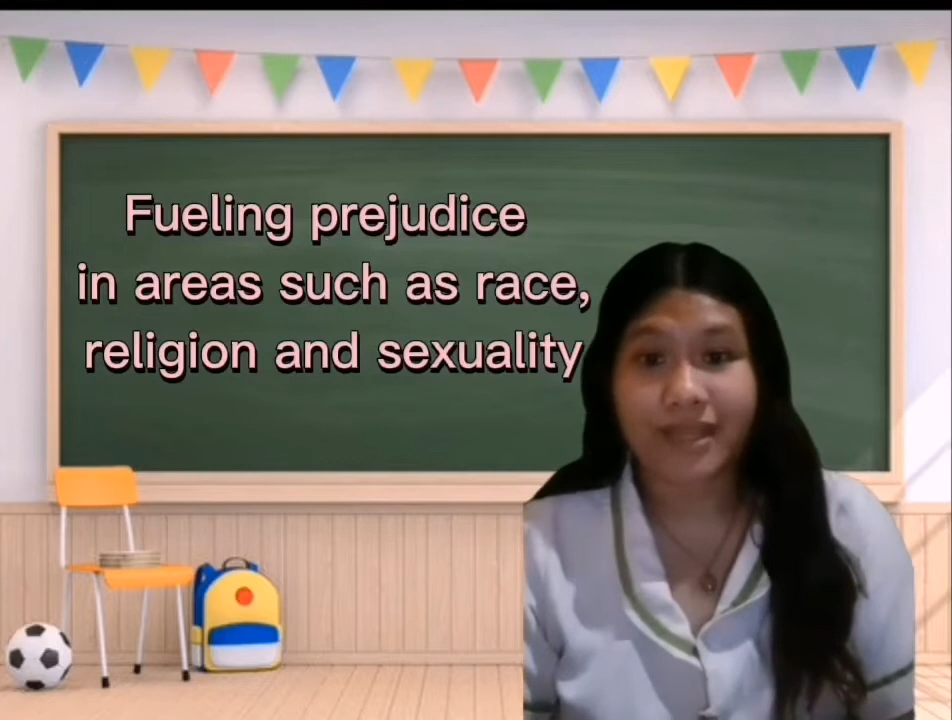 Fueling prejudice
in areas such as race,
religion and sexuality